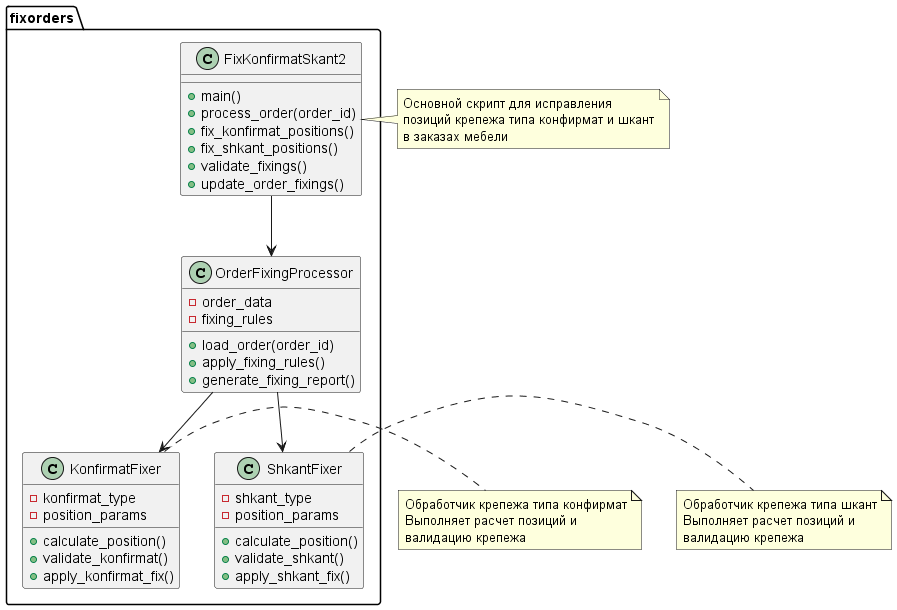 fixorders
C FixKonfirmatSkant2
main()
process_order(order_id)
fix_konfirmat_positions()
fix_shkant_positions()
validate_fixings()
update_order_fixings()
Основной скрипт для исправления
позиций крепежа типа конфирмат и шкант
в заказах мебели
C OrderFixingProcessor
order_data
fixing_rules
load_order(order_id)
apply_fixing_rules()
generate_fixing_report()
C KonfirmatFixer
konfirmat_type
position_params
calculate_position()
validate_konfirmat()
apply_konfirmat_fix()
C ShkantFixer
shkant_type
position_params
calculate_position()
validate_shkant()
apply_shkant_fix()
Обработчик крепежа типа конфирмат
Выполняет расчет позиций и
валидацию крепежа
Обработчик крепежа типа шкант
Выполняет расчет позиций и
валидацию крепежа